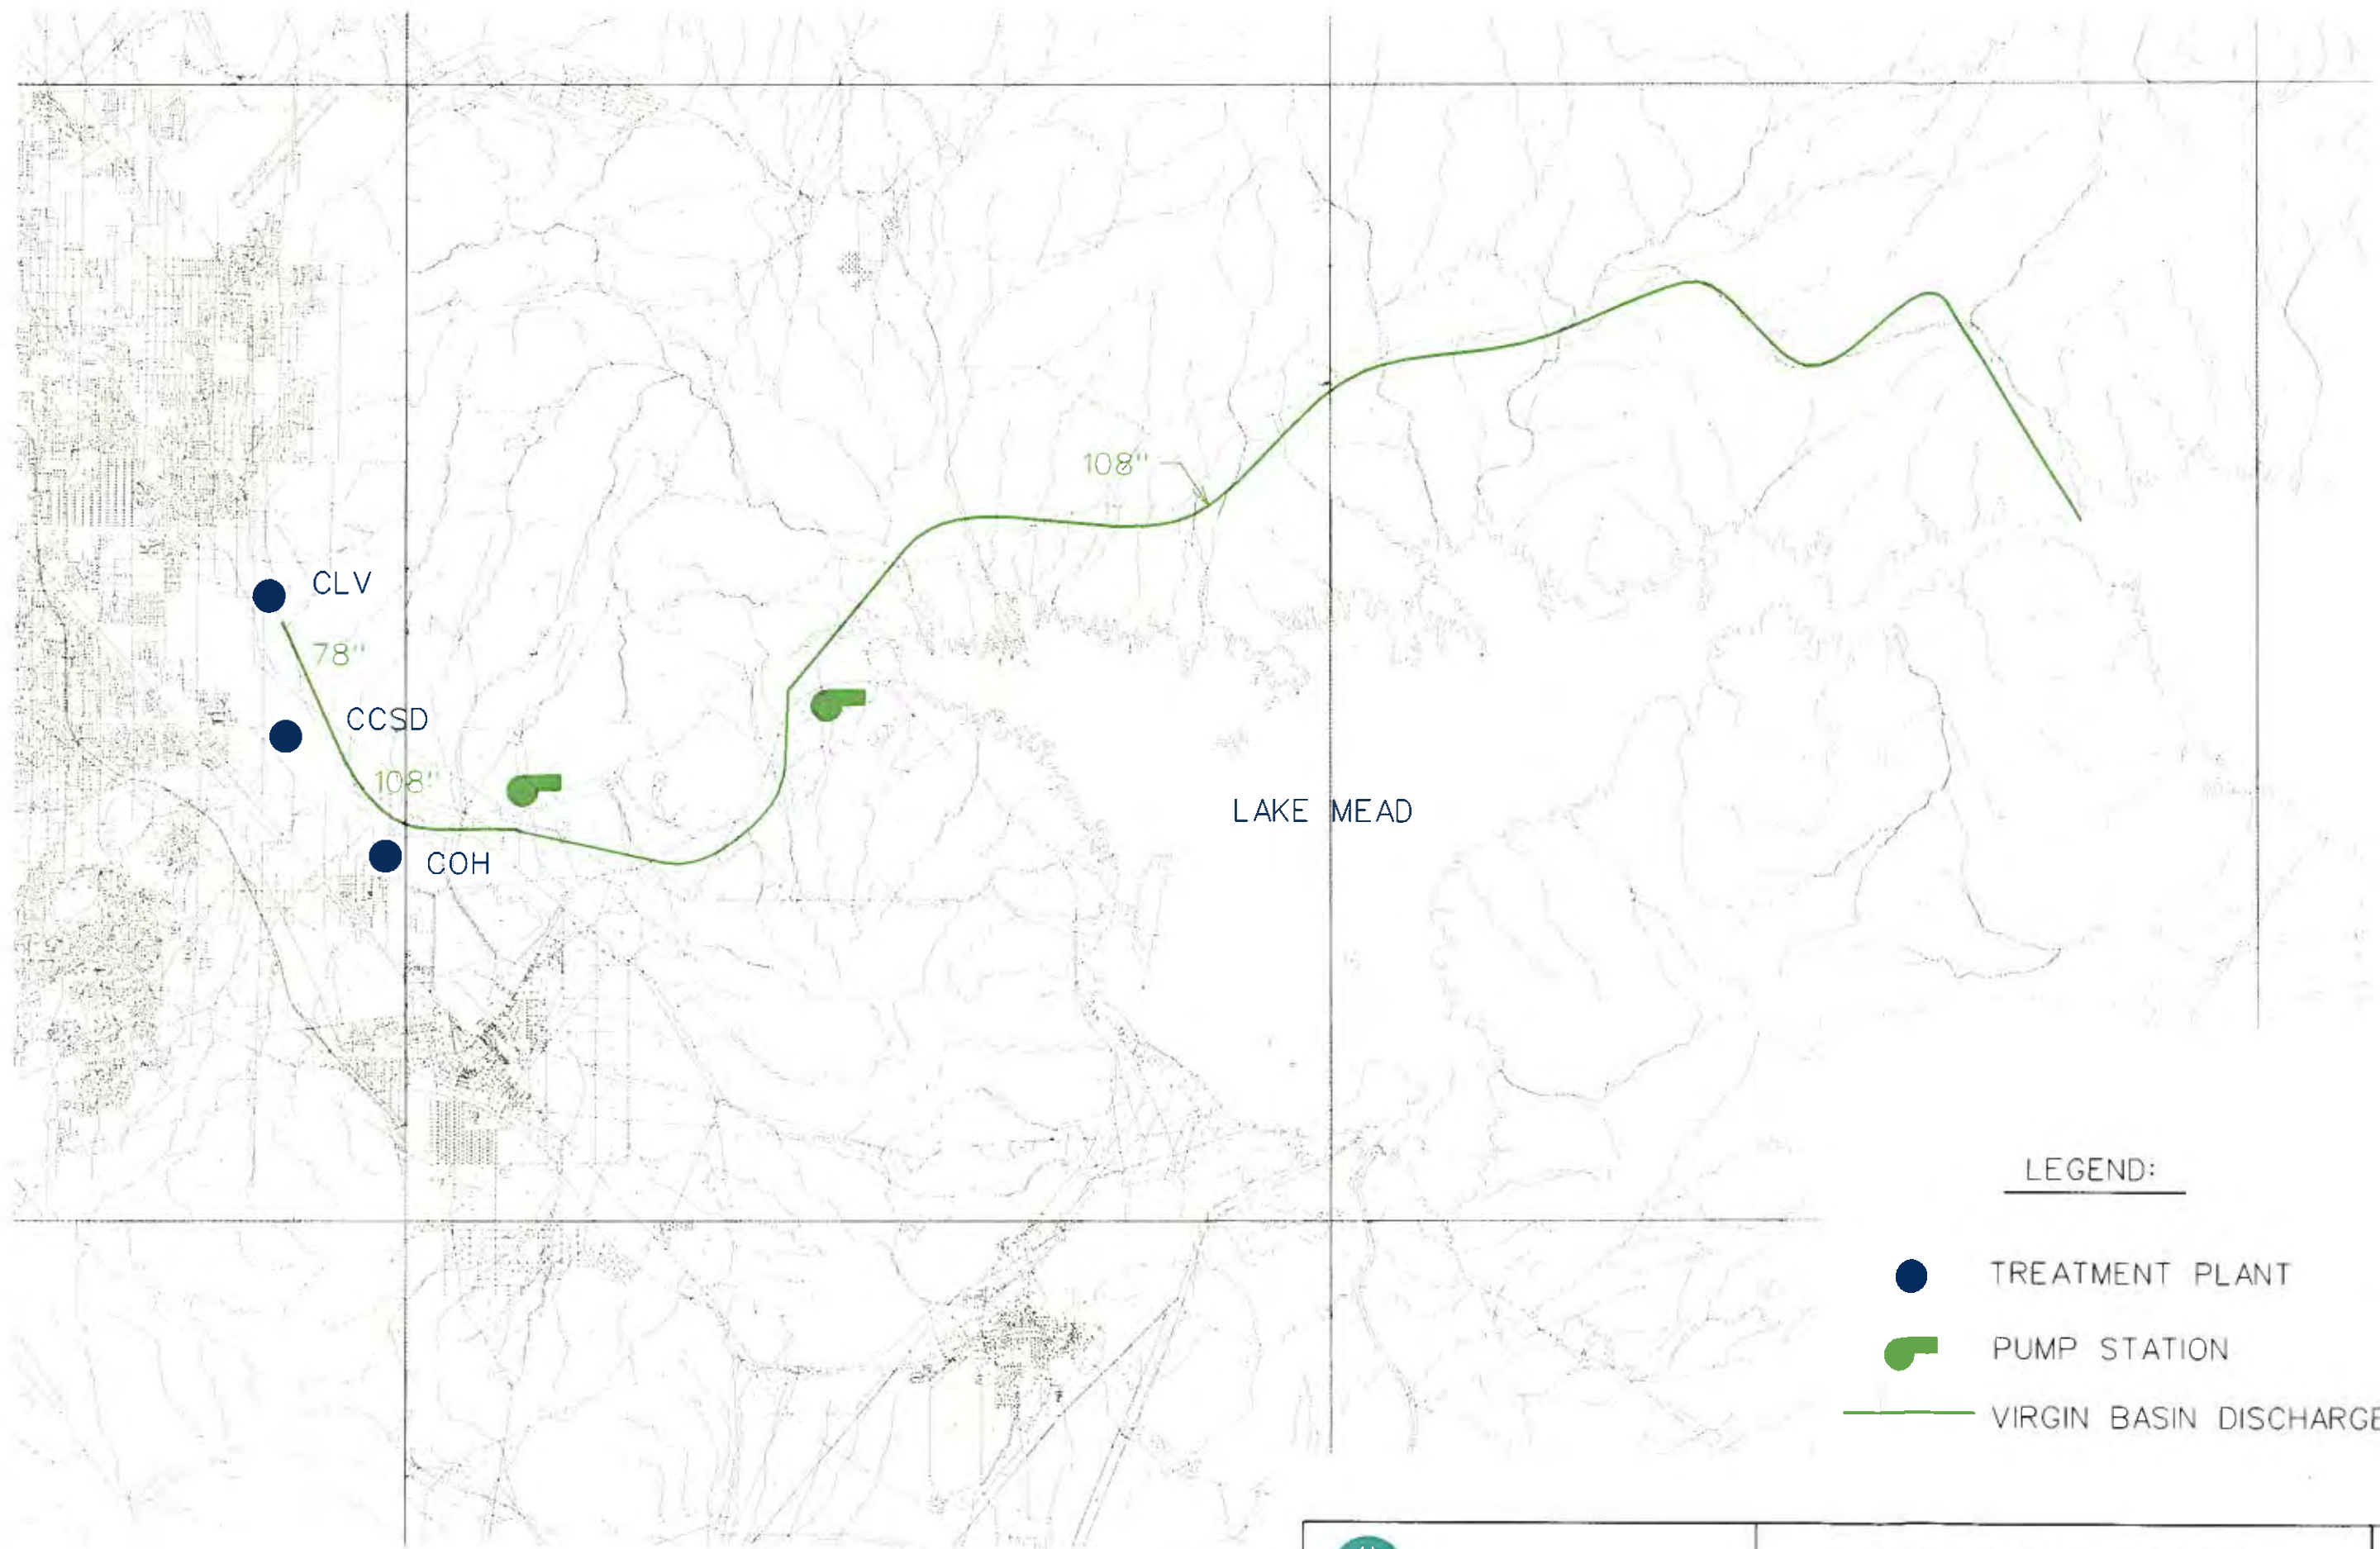 108"
CLV
78"
CCSD
108"
COH
LAKE MEAD
LEGEND:
TREATMENT PLANT
PUMP STATION
VIRGIN BASIN DISCHARGE